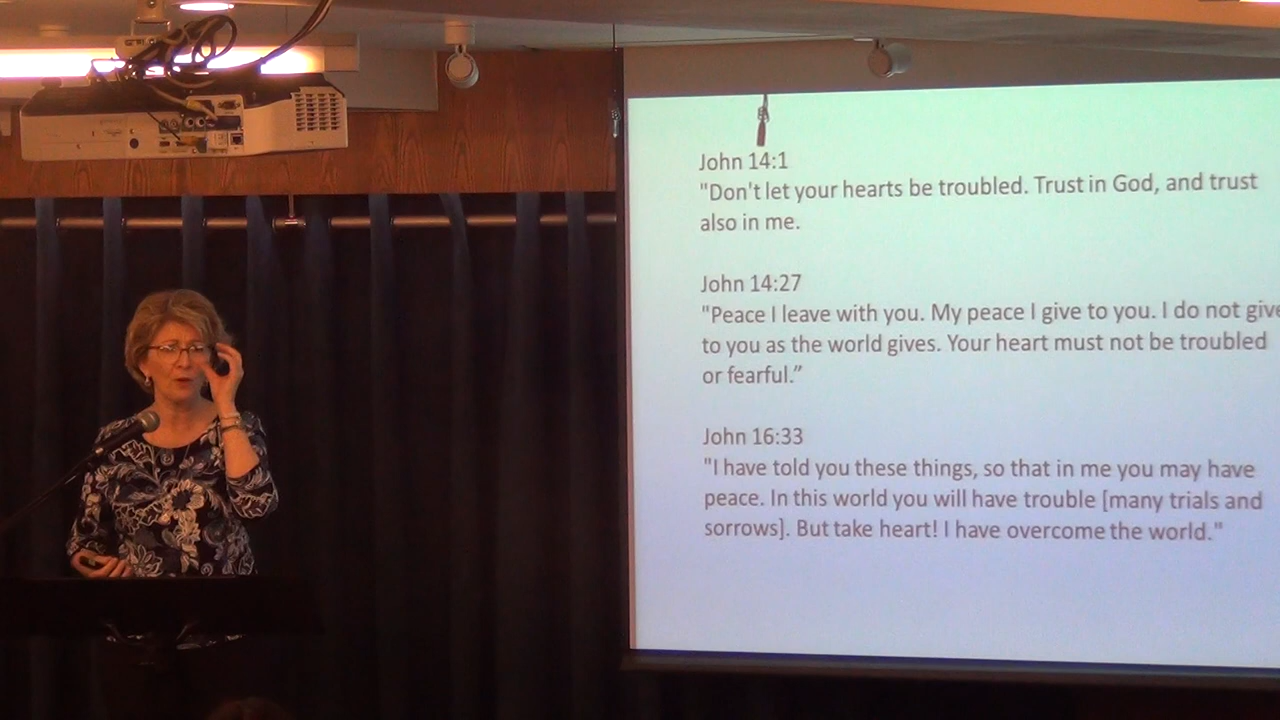 John 14:1
"Don't let your hearts be troubled. Trust in God, and trust
also in me.
John 14:27
"Peace I leave with you. My peace I give to you. I do not give
to you as the world gives. Your heart must not be troubled
or fearful.”
John 16:33
"I have told you these things, so that in me you may have
peace. In this world you will have trouble [many trials and
sorrows]. But take heart! I have overcome the world."